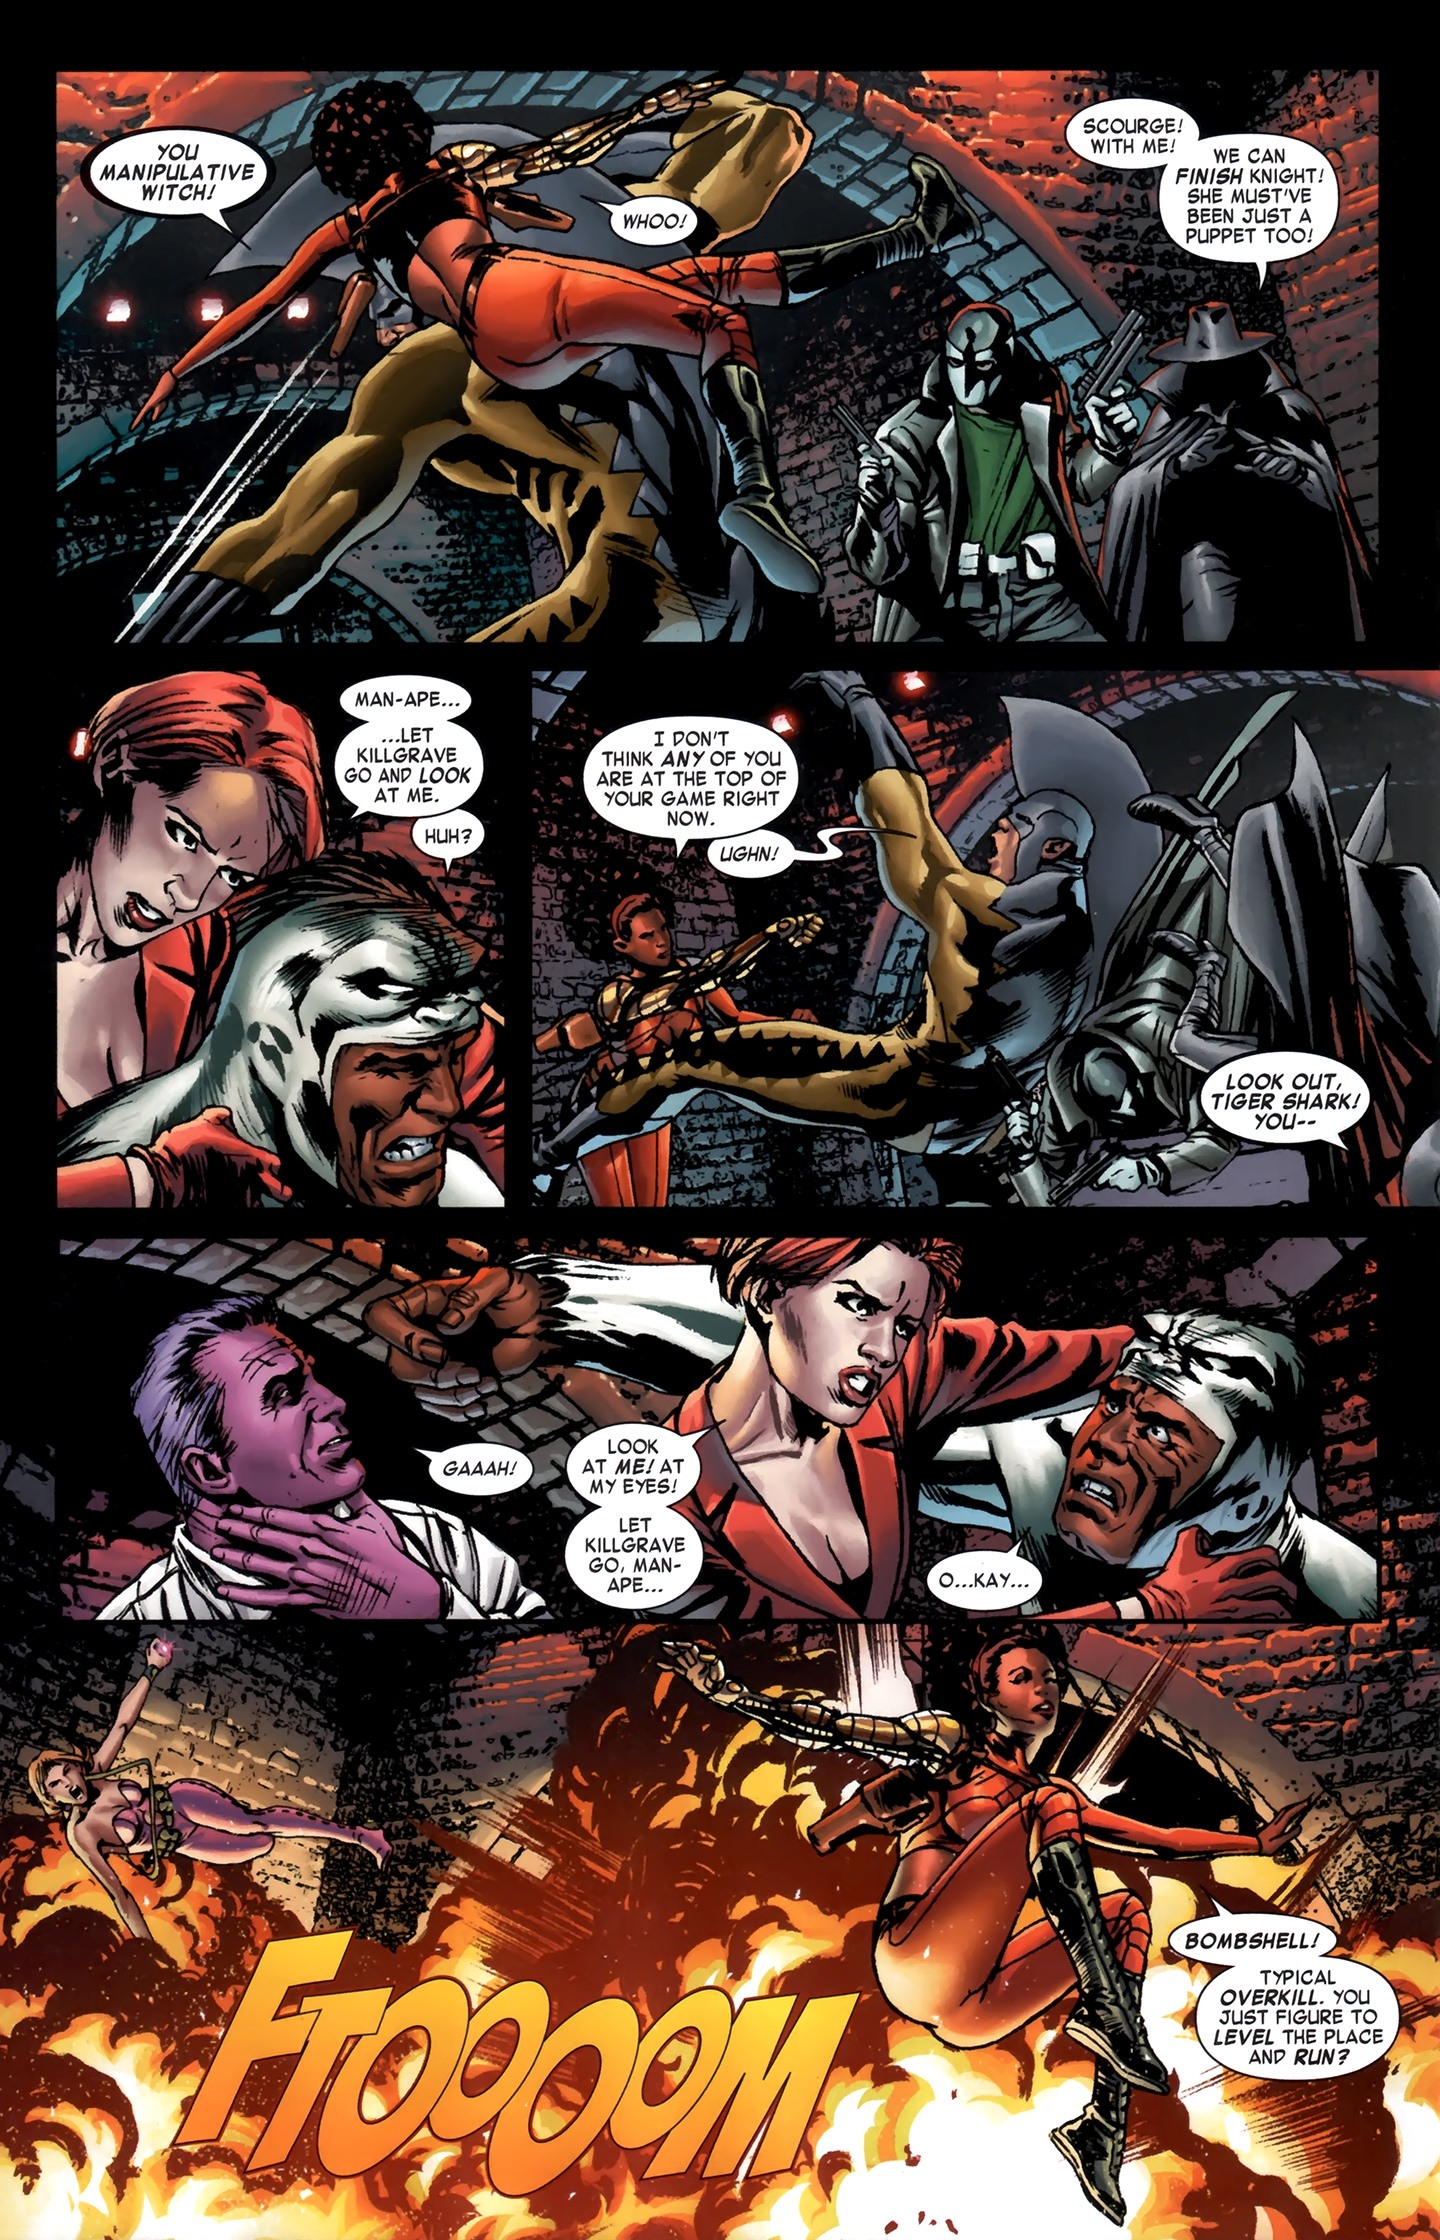 YOU
MANIPULATIVE
WITCH!
WHOO!
SCOURGE!
WITH ME!
WE CAN
FINISH KNIGHT!
SHE MUST'VE
BEEN JUST A
PUPPET TOO!
MAN-APE...
...LET
KILLGRAVE
GO AND LOOK
AT ME.
HUH?
I DON'T
THINK ANY OF YOU
ARE AT THE TOP OF
YOUR GAME RIGHT
NOW.
UGHN!
LOOK OUT,
TIGER SHARK!
YOU--
GAAAH!
LOOK
AT ME! AT
MY EYES!
LET
KILLGRAVE
GO, MAN-
APE...
O...KAY...
FTOOOOOM
BOMBSHELL!
TYPICAL
OVERKILL. YOU
JUST FIGURE TO
LEVEL THE PLACE
AND RUN?